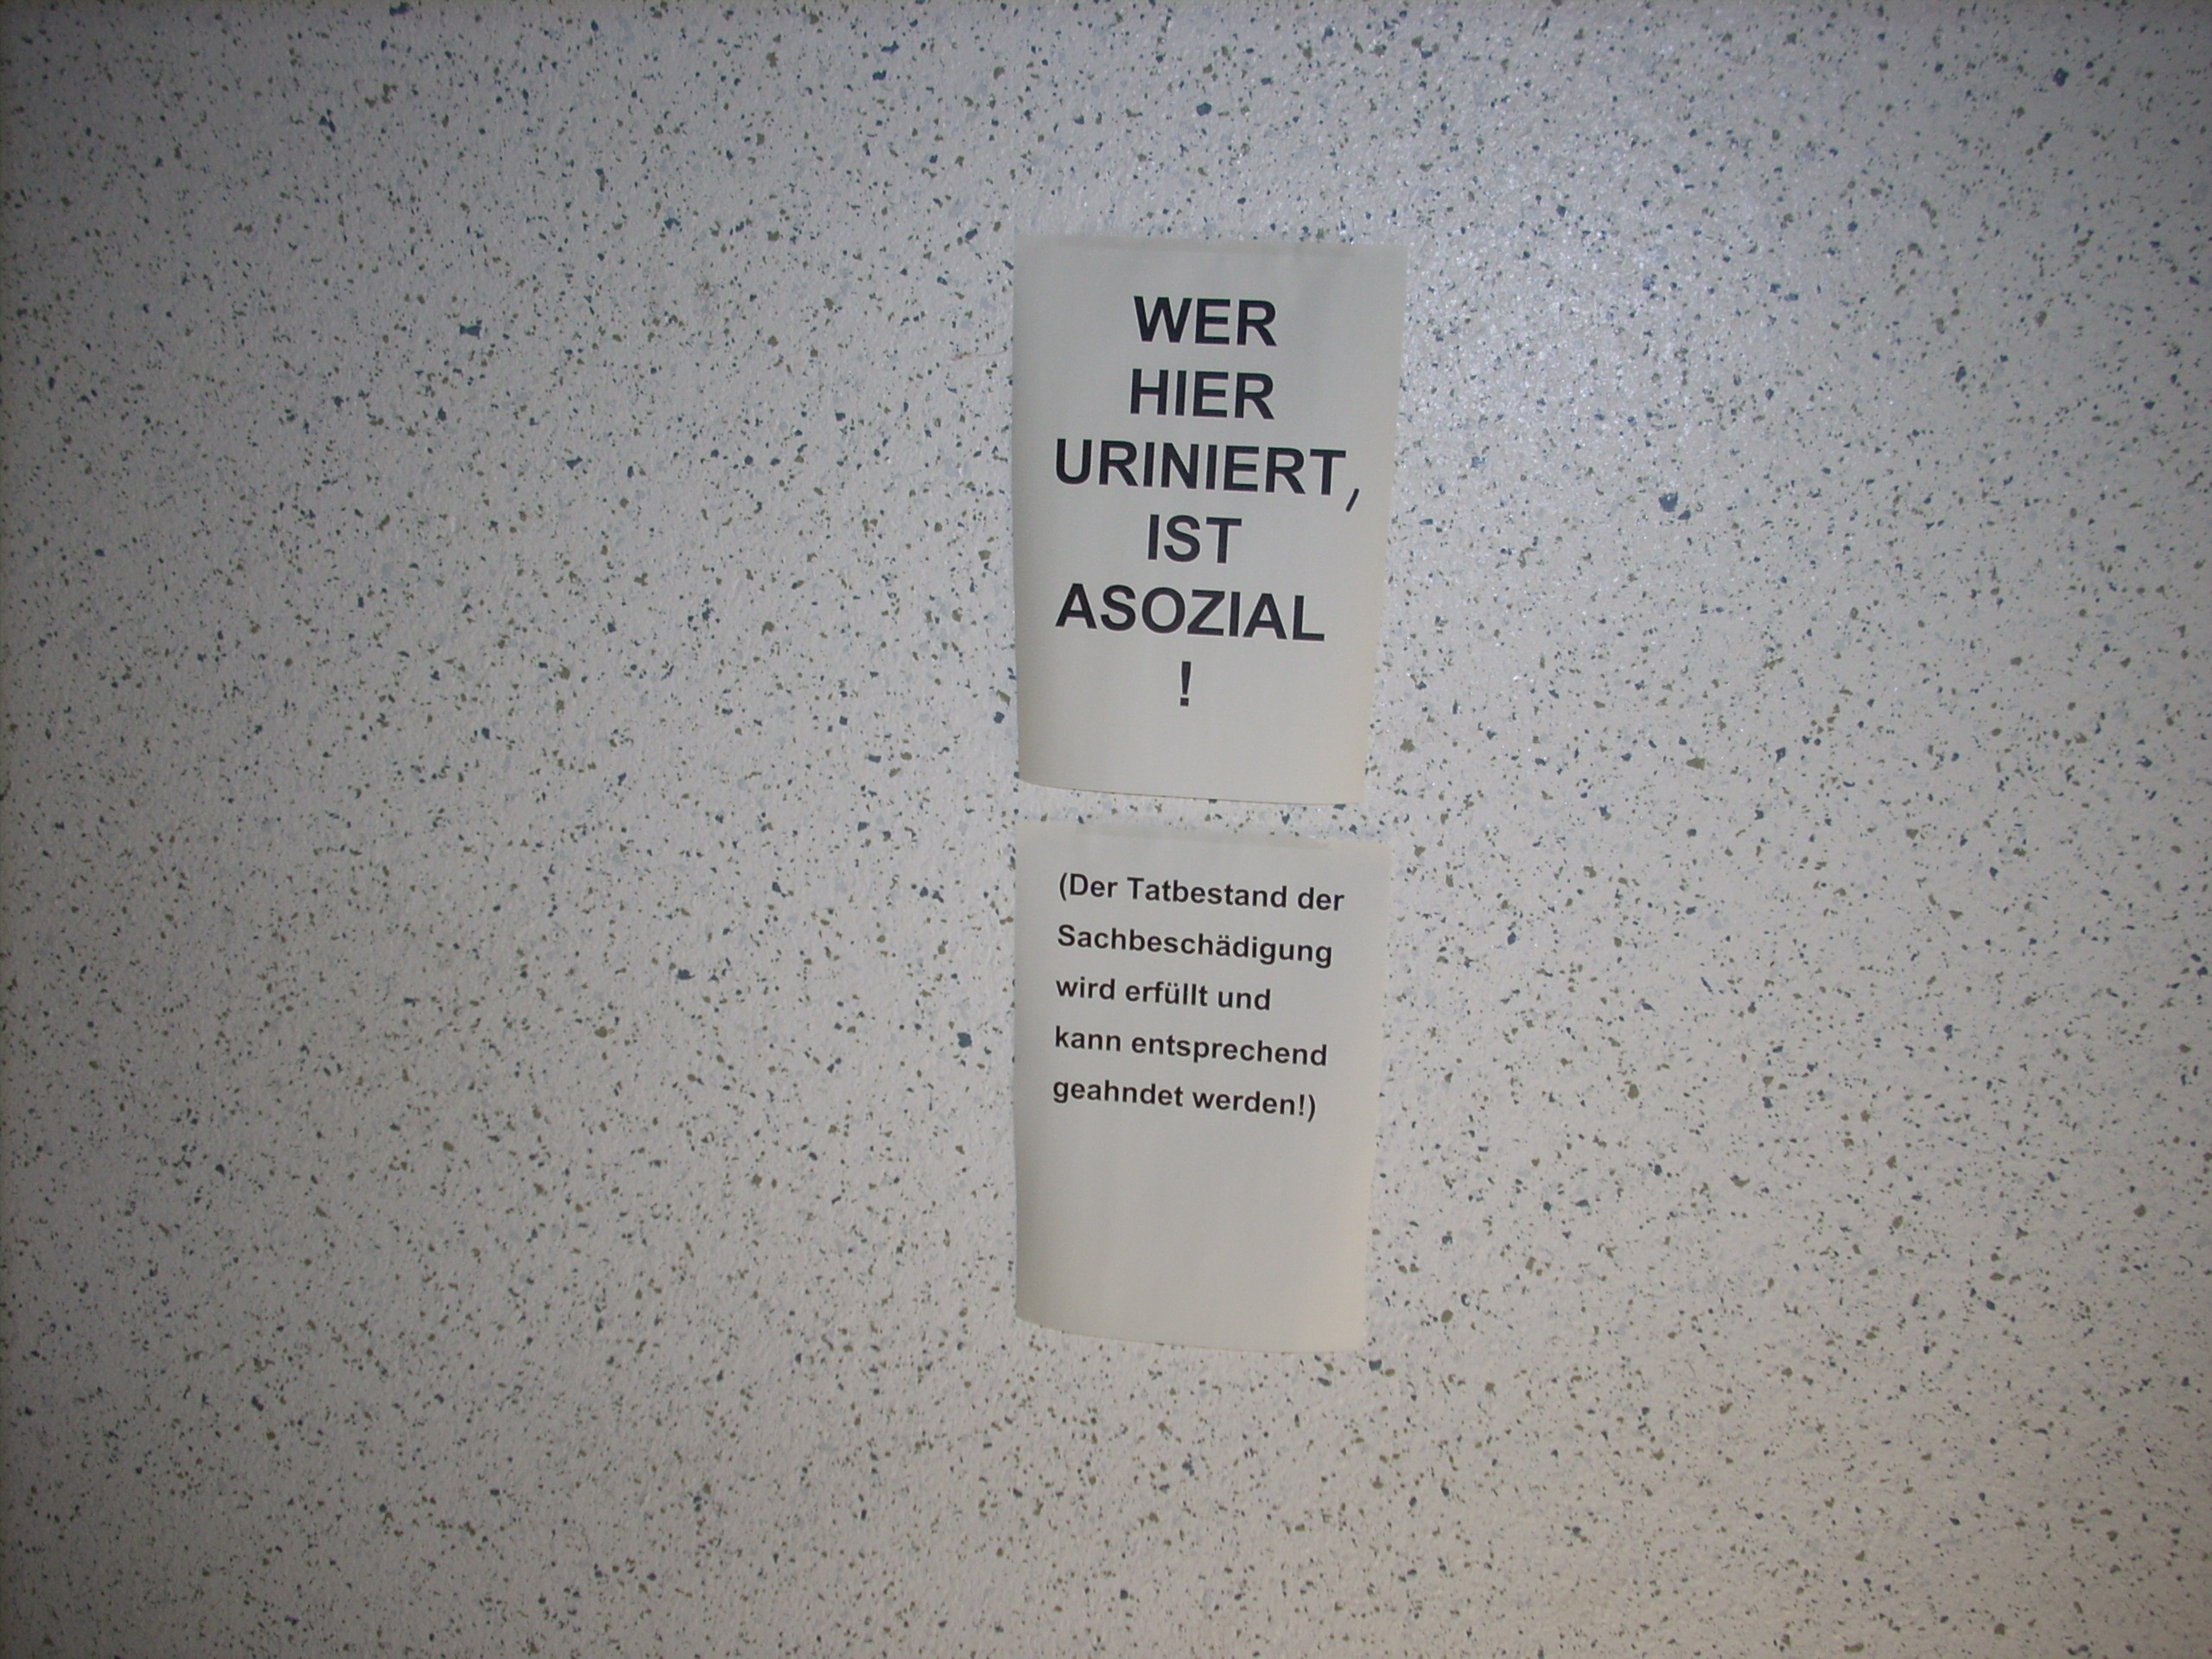 WER
HIER
URINIERT,
IST
ASOZIAL
!
(Der Tatbestand der
Sachbeschädigung
wird erfüllt und
kann entsprechend
geahndet werden!)